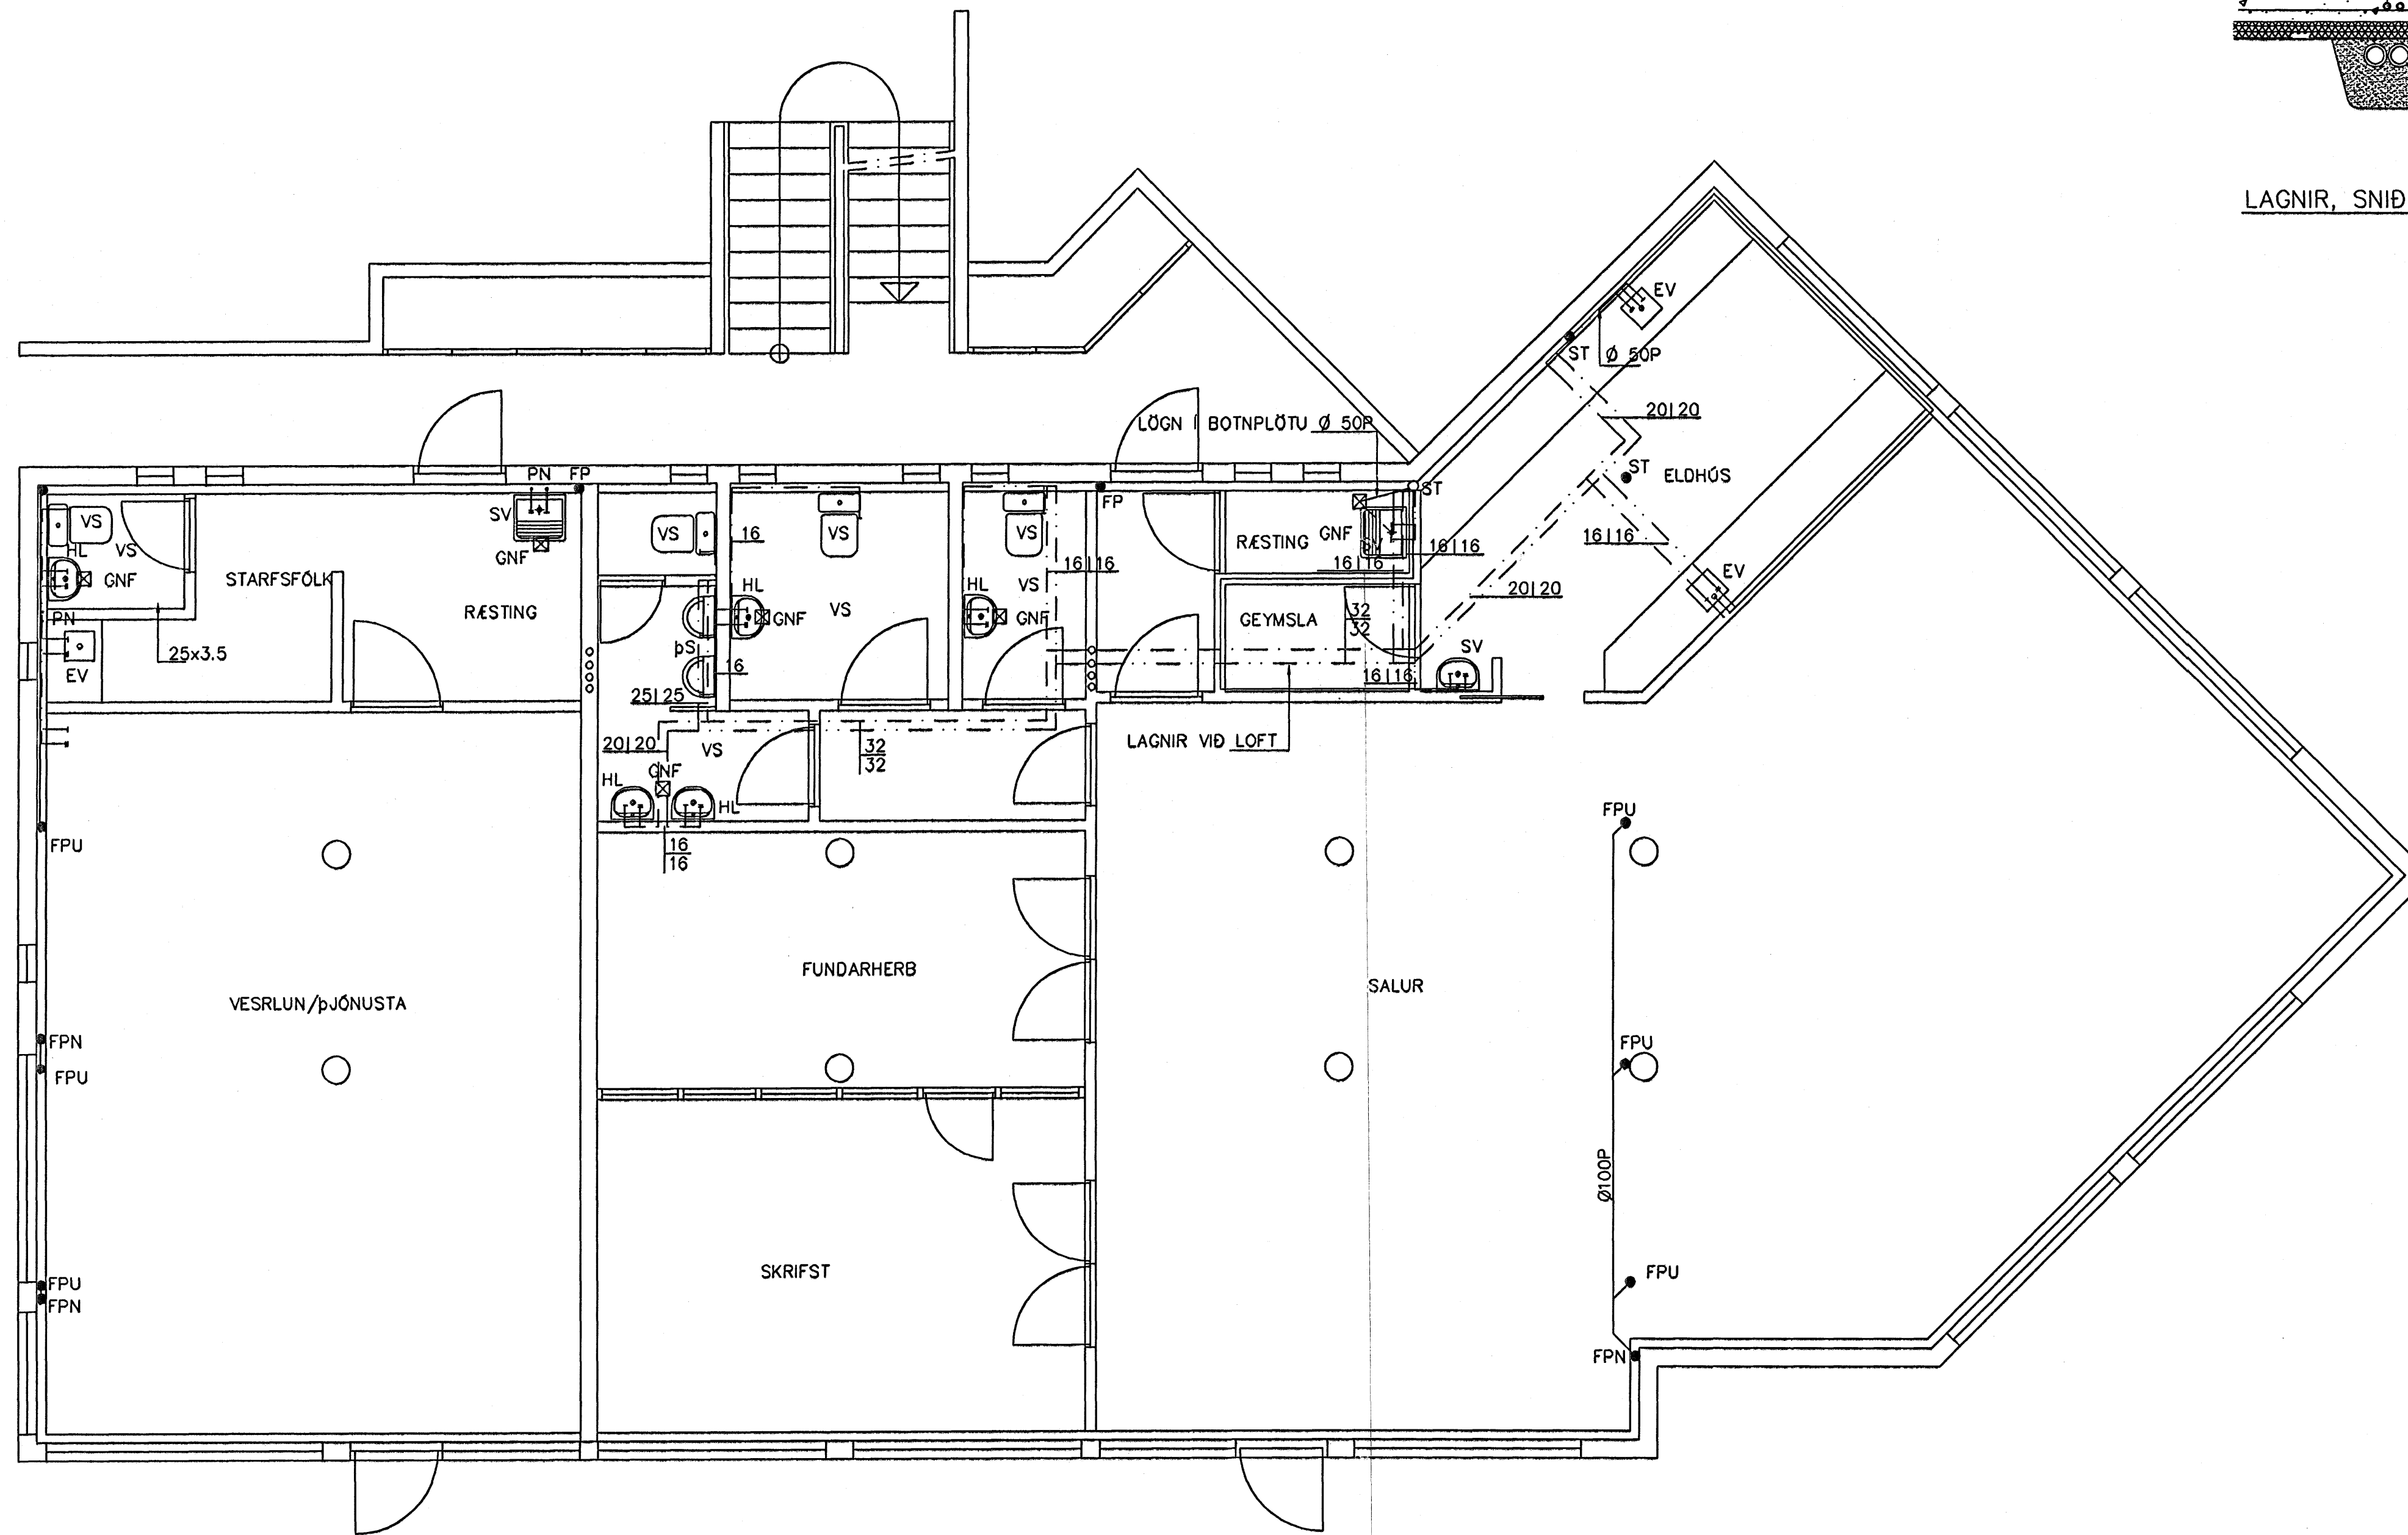 LAGNIR, SNIÐ
EV
ST
Ø 50P
20|20
LÖGN Í BOTNPLÖTU Ø 50P
ST
ELDHÚS
PN
FP
FP
ST
VS
SV
VS
VS
VS
16
GNF
RÆSTING
GNF
16|16
16|16
HL
VS
GNF
GNF
STARFSFÓLK
16|16
16|16
EV
HL
HL
VS
20|20
RÆSTING
VS
GNF
GNF
GEYMSLA
32
32
PN
25x3.5
ÞS
16
SV
EV
25|25
16|16
20|20
VS
32
32
LAGNIR VIÐ LOFT
HL
GNF
HL
FPU
FPU
16
16
FUNDARHERB
SALUR
VESRLUN/ÞJÓNUSTA
FPN
FPU
FPU
Ø100P
SKRIFST
FPU
FPU
FPN
FPN